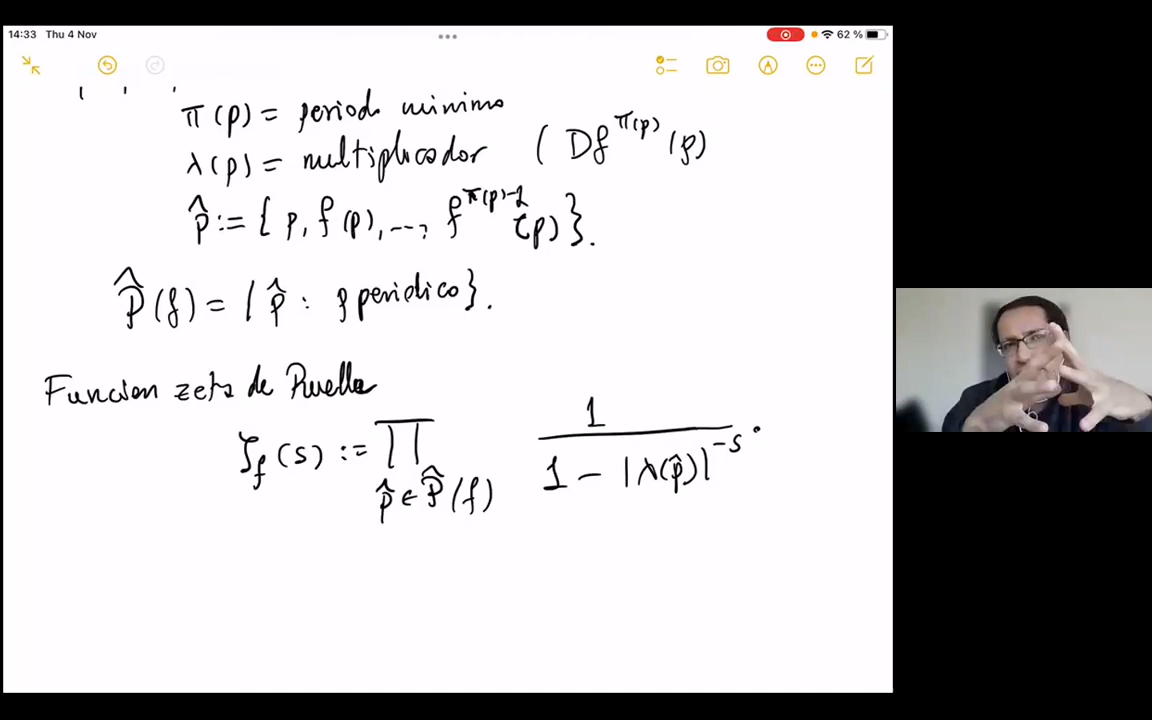 14:33 Thu 4 Nov
62 %
π(p) = periodo minimo
λ(p) = multiplicador ( Df^{π(p)} (p)
p̂ := { p, f(p), ..., f^{π(p)-1} (p) }.
P̂(f) = { p̂ : p periodico }.
Funcion zeta de Ruelle
ζ_f (s) := ∏_{p̂ ∈ P̂(f)} 1 / (1 - |λ(p̂)|^{-s}) .